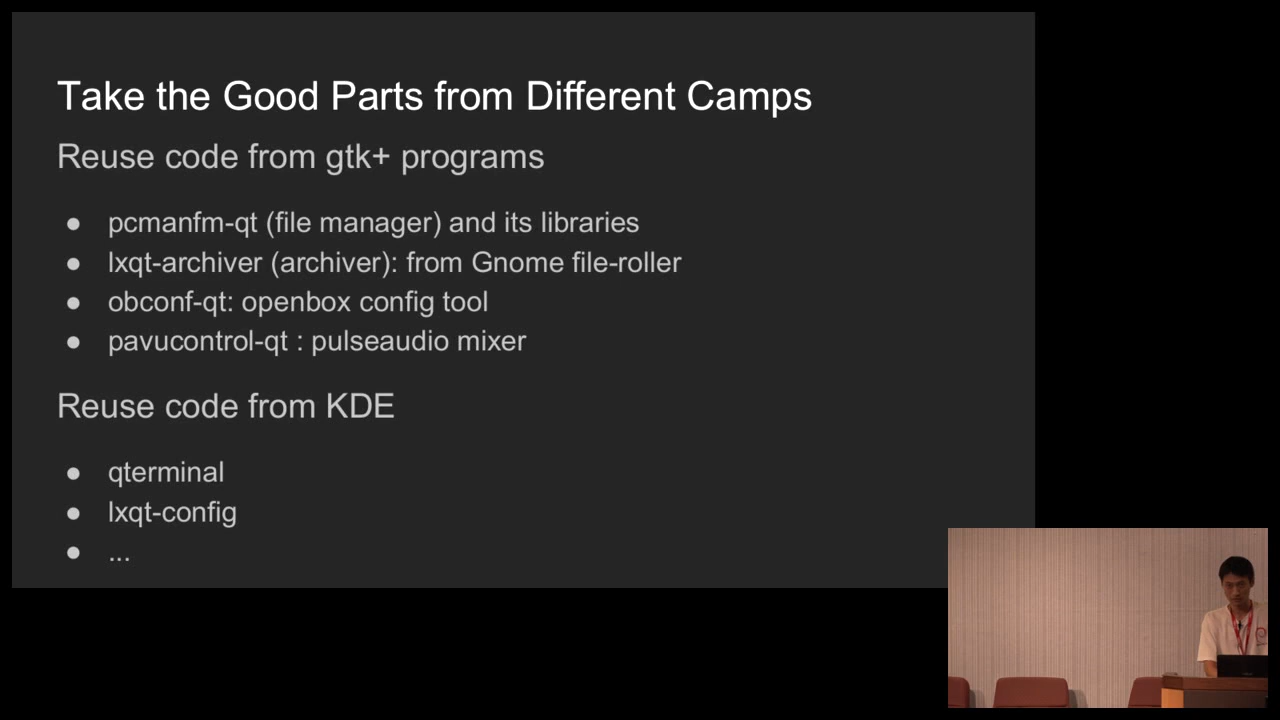 Take the Good Parts from Different Camps
Reuse code from gtk+ programs
● pcmanfm-qt (file manager) and its libraries
● lxqt-archiver (archiver): from Gnome file-roller
● obconf-qt: openbox config tool
● pavucontrol-qt : pulseaudio mixer
Reuse code from KDE
● qterminal
● lxqt-config
● ...